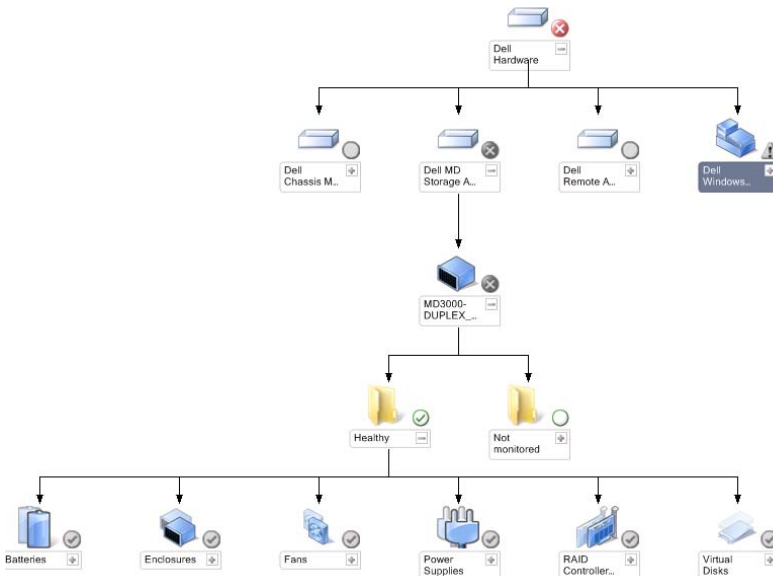 Dell
Hardware
Dell
Chassis M...
Dell MD
Storage A...
Dell
Remote A...
Dell
Windows...
MD3000-
DUPLEX_...
Healthy
Not
monitored
Batteries
Enclosures
Fans
Power
Supplies
RAID
Controller...
Virtual
Disks